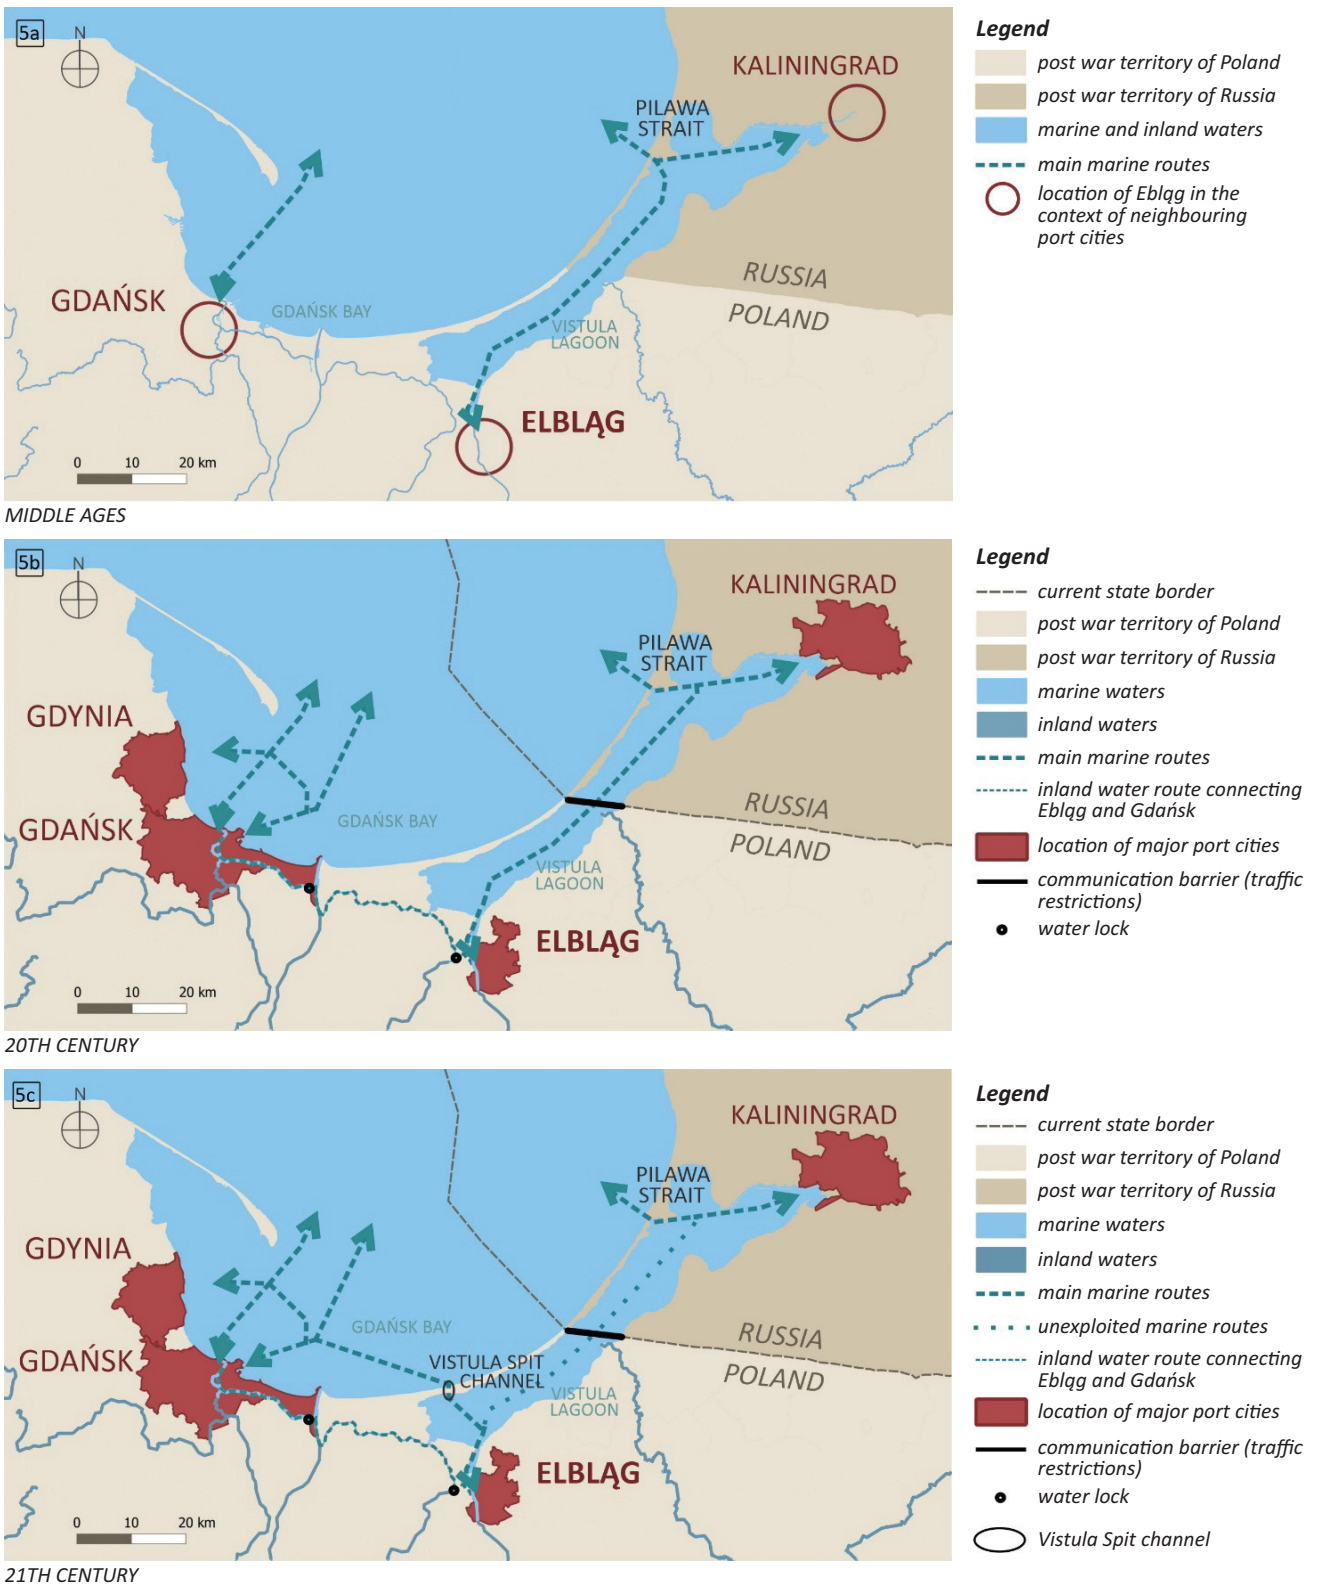 5a
N
KALININGRAD
PILAWA
STRAIT
GDAŃSK
GDAŃSK BAY
RUSSIA
POLAND
VISTULA
LAGOON
ELBLĄG
0 10 20 km
MIDDLE AGES
Legend
post war territory of Poland
post war territory of Russia
marine and inland waters
main marine routes
location of Ebląg in the
context of neighbouring
port cities
5b
N
KALININGRAD
PILAWA
STRAIT
GDYNIA
GDAŃSK
GDAŃSK BAY
RUSSIA
POLAND
VISTULA
LAGOON
ELBLĄG
0 10 20 km
20TH CENTURY
Legend
current state border
post war territory of Poland
post war territory of Russia
marine waters
inland waters
main marine routes
inland water route connecting
Ebląg and Gdańsk
location of major port cities
communication barrier (traffic
restrictions)
water lock
5c
N
KALININGRAD
PILAWA
STRAIT
GDYNIA
GDAŃSK
GDAŃSK BAY
VISTULA SPIT
CHANNEL
RUSSIA
POLAND
VISTULA
LAGOON
ELBLĄG
0 10 20 km
21TH CENTURY
Legend
current state border
post war territory of Poland
post war territory of Russia
marine waters
inland waters
main marine routes
unexploited marine routes
inland water route connecting
Ebląg and Gdańsk
location of major port cities
communication barrier (traffic
restrictions)
water lock
Vistula Spit channel